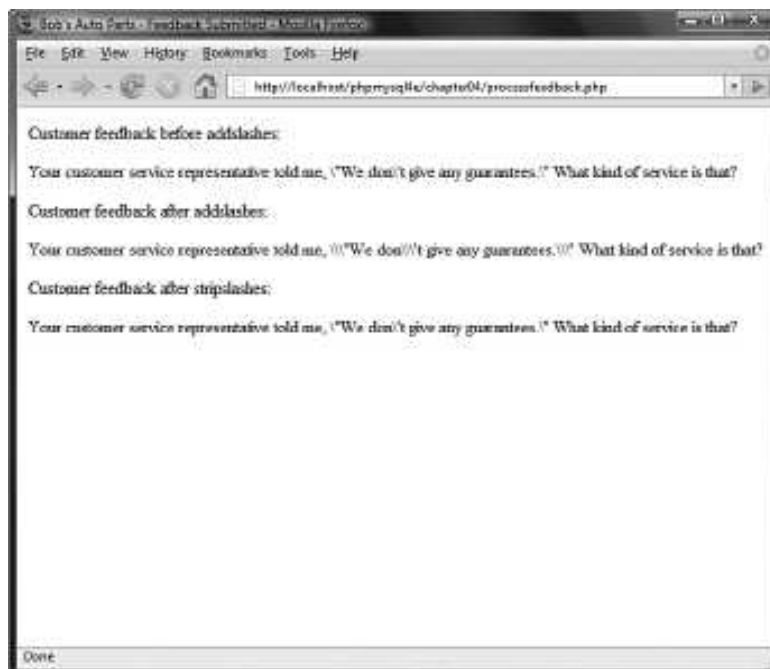 Bob's Auto Parts - Feedback Submitted - Mozilla Firefox
File Edit View History Bookmarks Tools Help
http://localhost/phpmysql4e/chapter04/processfeedback.php
Customer feedback before addslashes:
Your customer service representative told me, \"We don\'t give any guarantees.\" What kind of service is that?
Customer feedback after addslashes:
Your customer service representative told me, \\\"We don\\\'t give any guarantees.\\\" What kind of service is that?
Customer feedback after stripslashes:
Your customer service representative told me, \"We don\'t give any guarantees.\" What kind of service is that?
Done